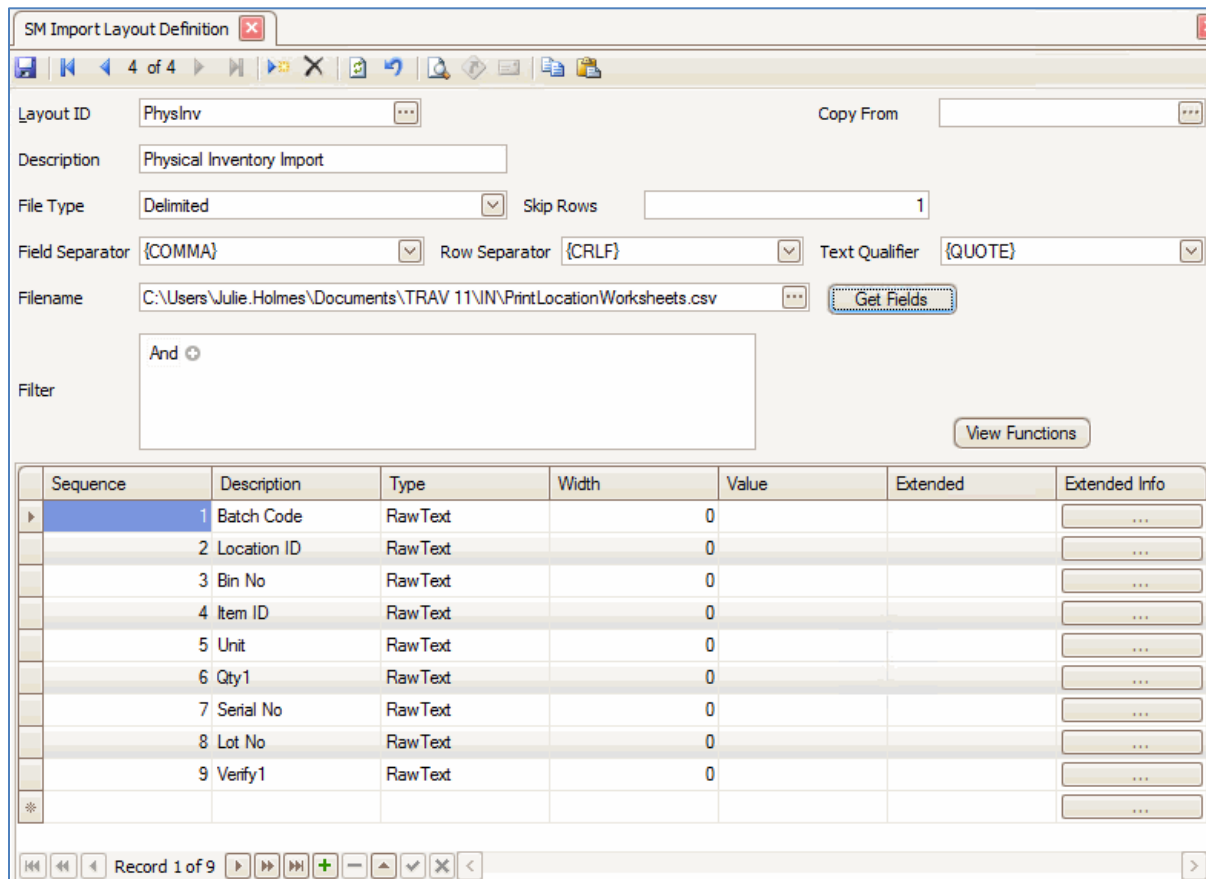 SM Import Layout Definition
4 of 4
Layout ID PhysInv Copy From
Description Physical Inventory Import
File Type Delimited Skip Rows 1
Field Separator {COMMA} Row Separator {CRLF} Text Qualifier {QUOTE}
Filename C:\Users\Julie.Holmes\Documents\TRAV 11\IN\PrintLocationWorksheets.csv Get Fields
And
Filter
View Functions
Sequence Description Type Width Value Extended Extended Info
1 Batch Code RawText 0 ...
2 Location ID RawText 0 ...
3 Bin No RawText 0 ...
4 Item ID RawText 0 ...
5 Unit RawText 0 ...
6 Qty1 RawText 0 ...
7 Serial No RawText 0 ...
8 Lot No RawText 0 ...
9 Verify1 RawText 0 ...
...
Record 1 of 9